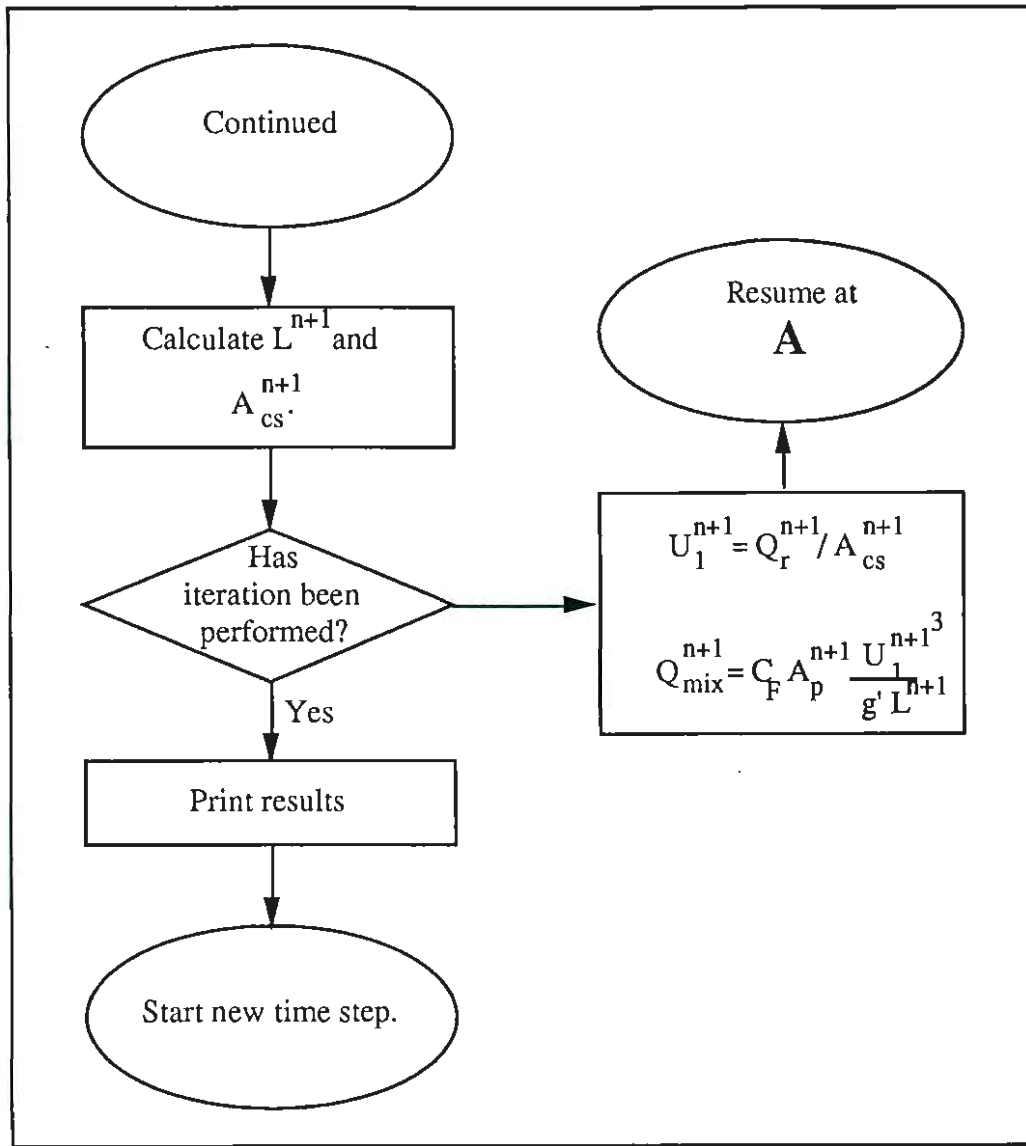 Continued
Calculate L^{n+1} and
A_{cs}^{n+1}.
Has
iteration been
performed?
Yes
Print results
Start new time step.
Resume at
A
U_1^{n+1} = Q_r^{n+1} / A_{cs}^{n+1}
Q_{mix}^{n+1} = C_F A_p^{n+1} \frac{U_1^{n+1^3}}{g' L^{n+1}}